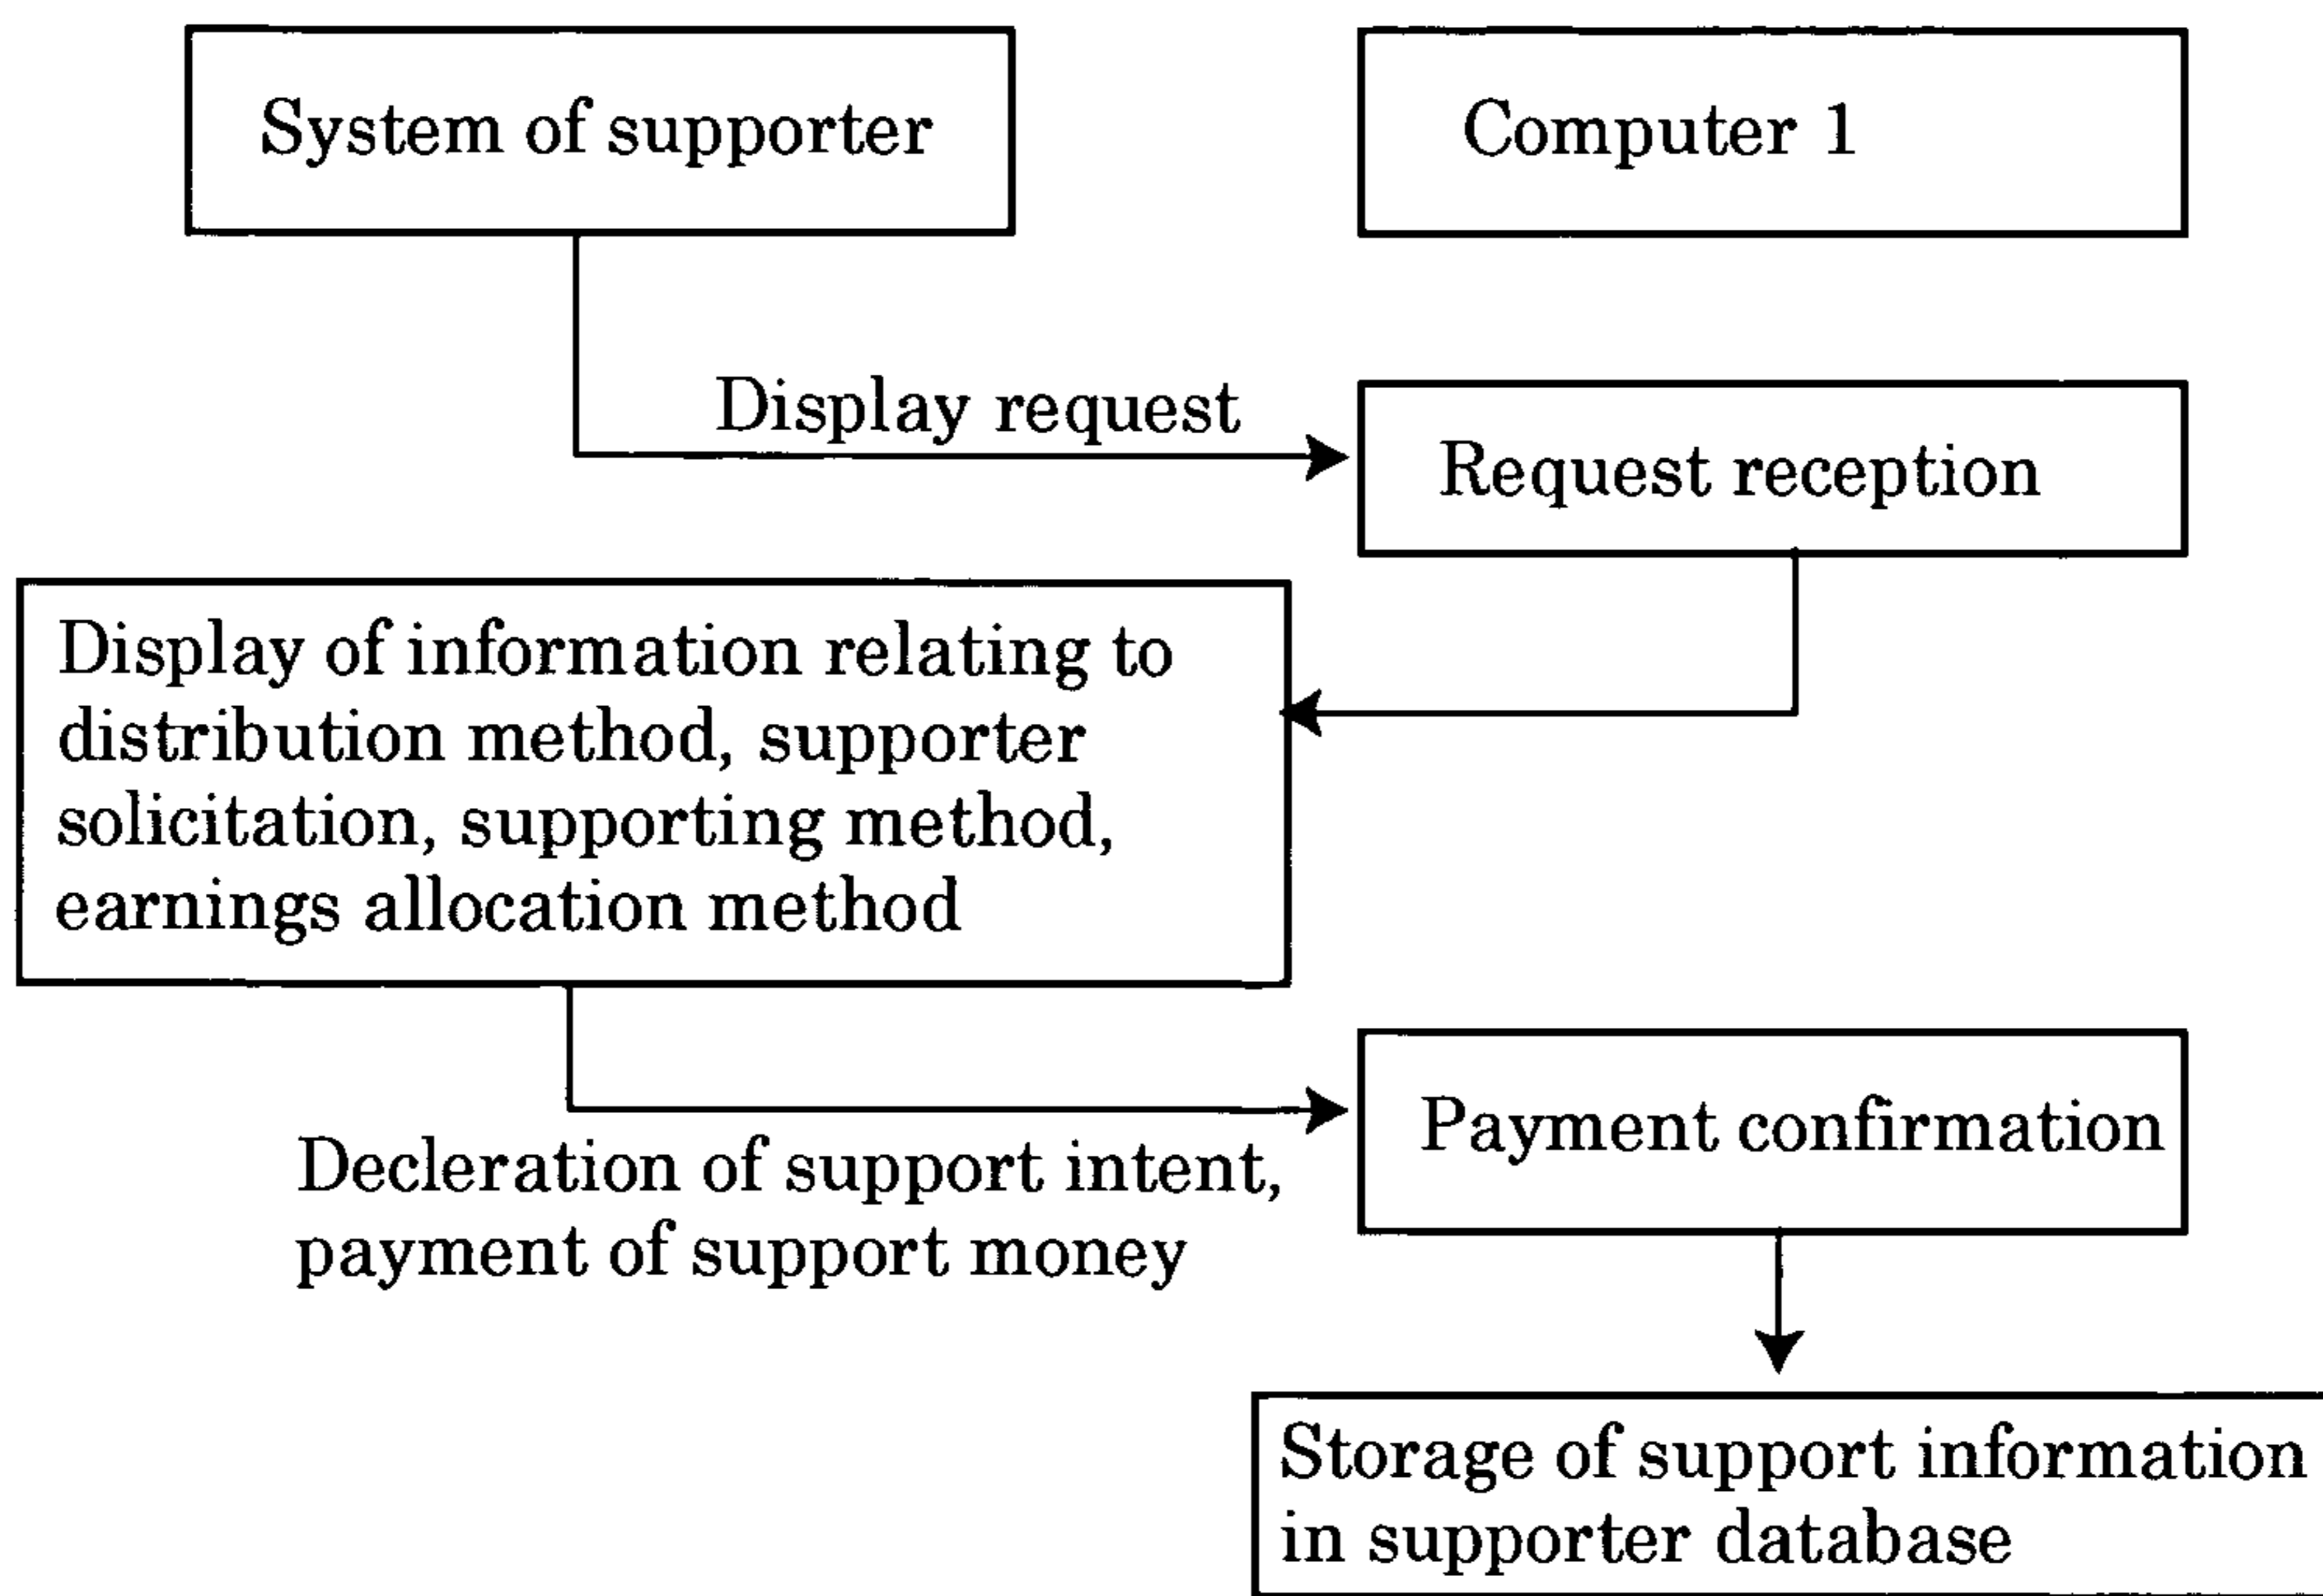 System of supporter
Computer 1
Display request
Request reception
Display of information relating to
distribution method, supporter
solicitation, supporting method,
earnings allocation method
Payment confirmation
Decleration of support intent,
payment of support money
Storage of support information
in supporter database